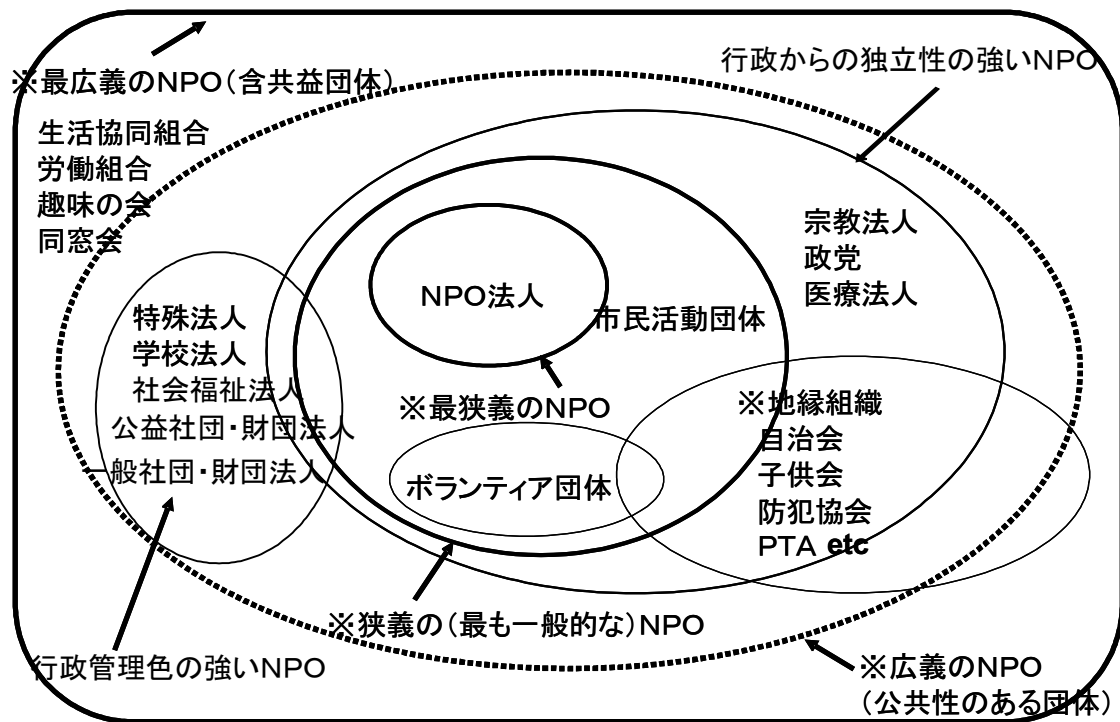 行政からの独立性の強いNPO
※最広義のNPO(含共益団体)
生活協同組合
労働組合
趣味の会
同窓会
宗教法人
政党
医療法人
NPO法人
市民活動団体
特殊法人
学校法人
社会福祉法人
公益社団・財団法人
一般社団・財団法人
※最狭義のNPO
※地縁組織
自治会
子供会
防犯協会
PTA etc
ボランティア団体
※狭義の(最も一般的な)NPO
行政管理色の強いNPO
※広義のNPO
(公共性のある団体)